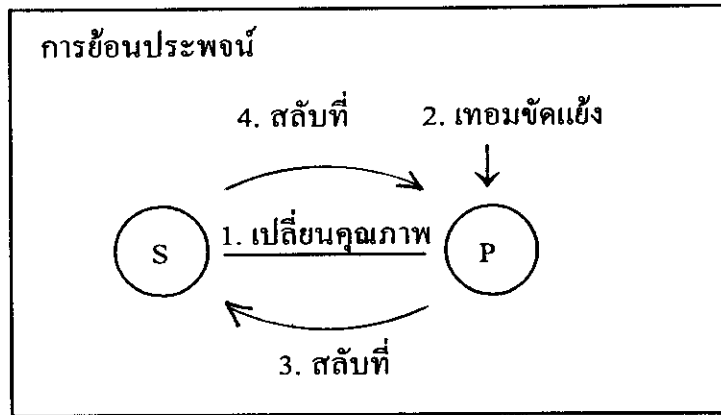 การย้อนประพจน์
4. สลับที่
2. เทอมขัดแย้ง
S
1. เปลี่ยนคุณภาพ
P
3. สลับที่